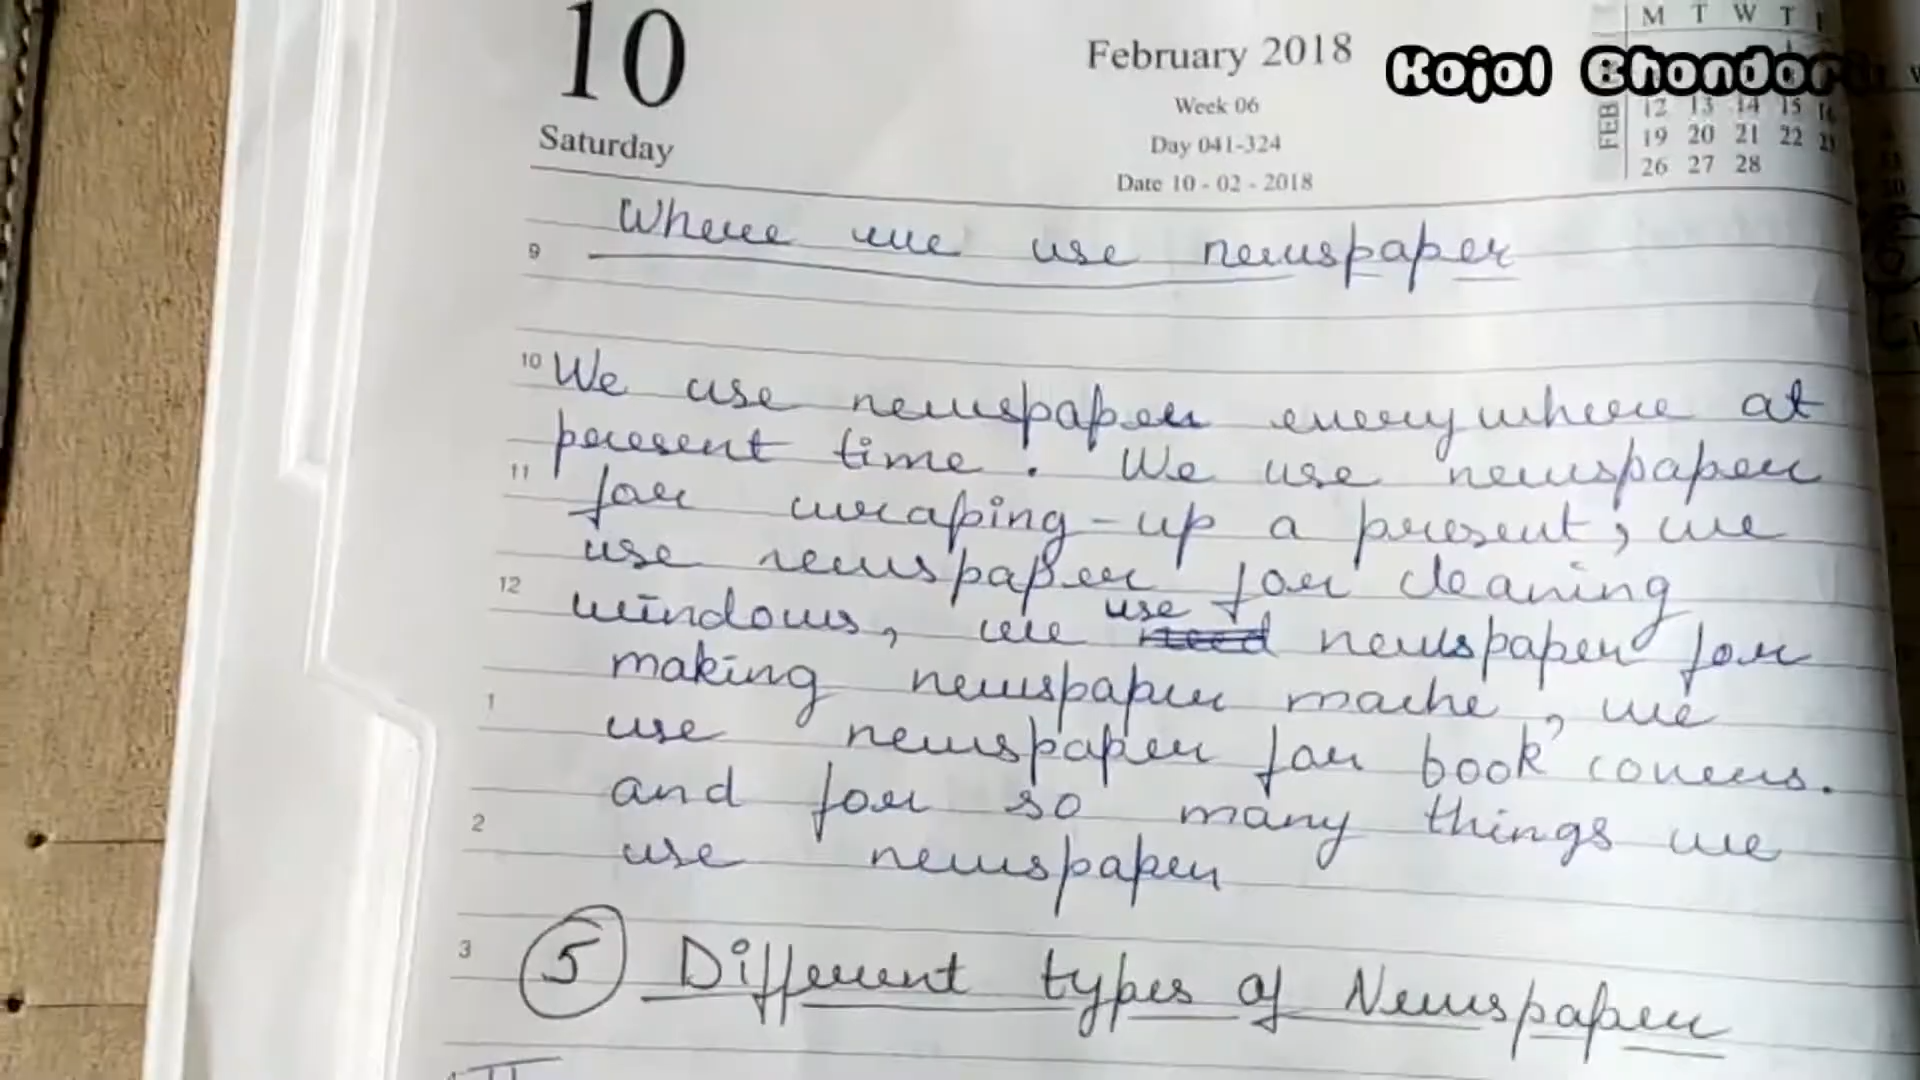 10
Saturday
February 2018
Week 06
Day 041-324
Date 10 - 02 - 2018
Kajal
M T W T
FEB
12 13 14 15 16
19 20 21 22 23
26 27 28
Where we use newspaper
9
10 We use newspaper everywhere at
present time. We use newspaper
11
for wraping-up a present, we
use newspaper for cleaning
12
windows, we use need newspaper for
making newspaper mache, we
1
use newspaper for book covers.
and for so many things we
2
use newspaper
3
5 Different types of Newspaper